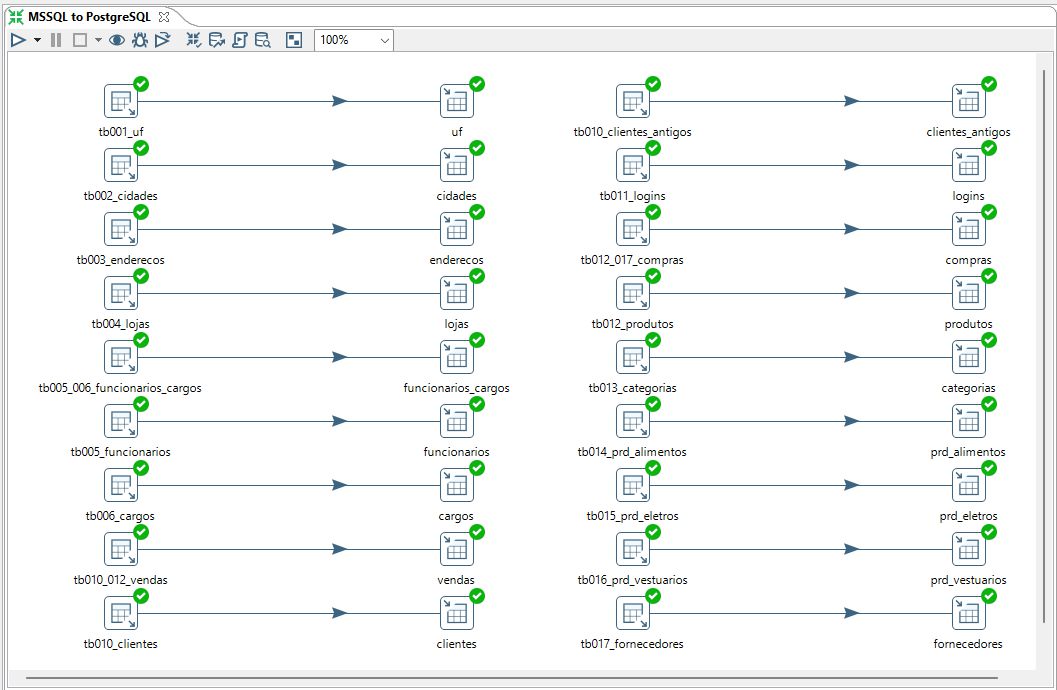 MSSQL to PostgreSQL
100%
tb001_uf uf tb010_clientes_antigos clientes_antigos
tb002_cidades cidades tb011_logins logins
tb003_enderecos enderecos tb012_017_compras compras
tb004_lojas lojas tb012_produtos produtos
tb005_006_funcionarios_cargos funcionarios_cargos tb013_categorias categorias
tb005_funcionarios funcionarios tb014_prd_alimentos prd_alimentos
tb006_cargos cargos tb015_prd_eletros prd_eletros
tb010_012_vendas vendas tb016_prd_vestuarios prd_vestuarios
tb010_clientes clientes tb017_fornecedores fornecedores